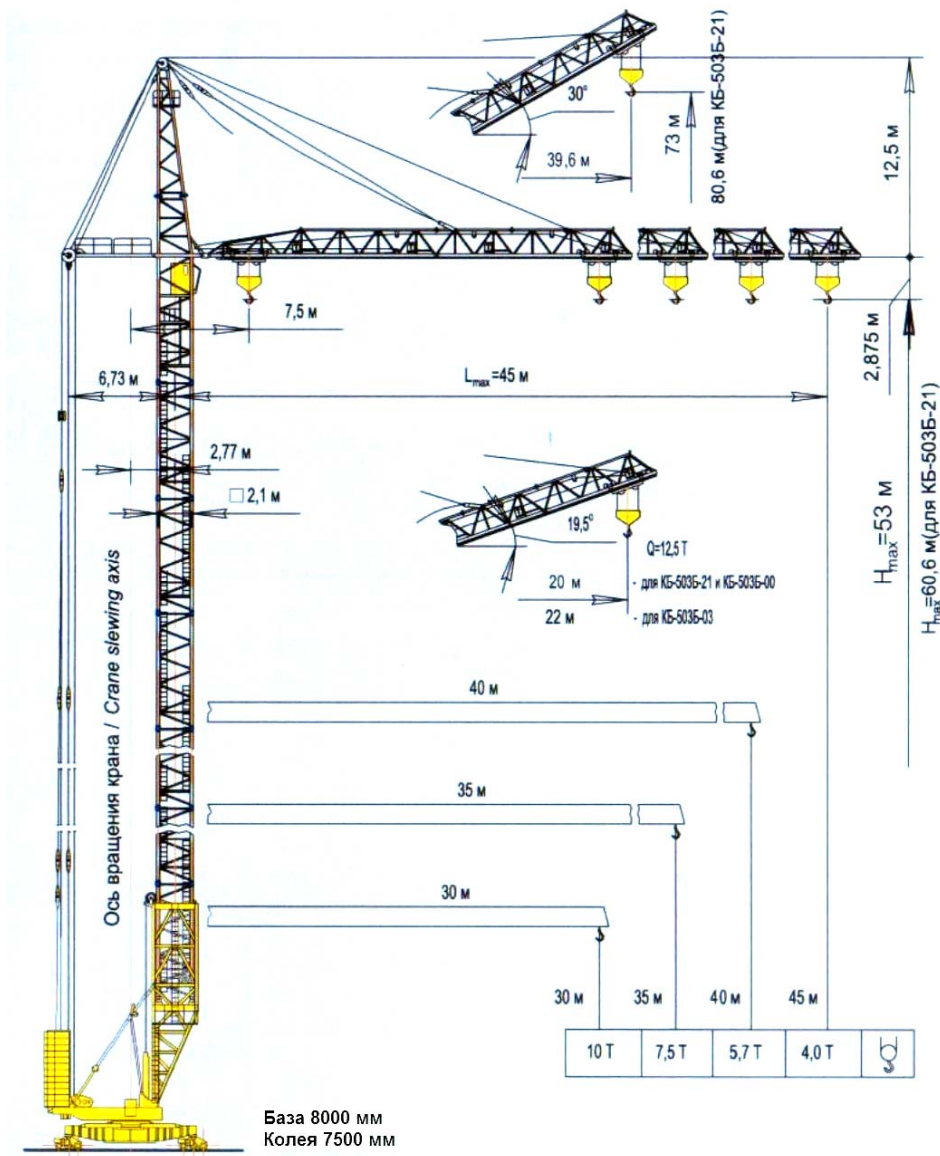 30°
39,6 м
73 м
80,6 м(для КБ-503Б-21)
12,5 м
7,5 м
6,73 м
Lmax=45 м
2,875 м
2,77 м
□ 2,1 м
Hmax=53 м
Hmax=60,6 м(для КБ-503Б-21)
19,5°
Q=12,5 Т
20 м - для КБ-503Б-21 и КБ-503Б-00
22 м - для КБ-503Б-03
Ось вращения крана / Crane slewing axis
40 м
35 м
30 м
30 м 35 м 40 м 45 м
10 Т 7,5 Т 5,7 Т 4,0 Т
База 8000 мм
Колея 7500 мм